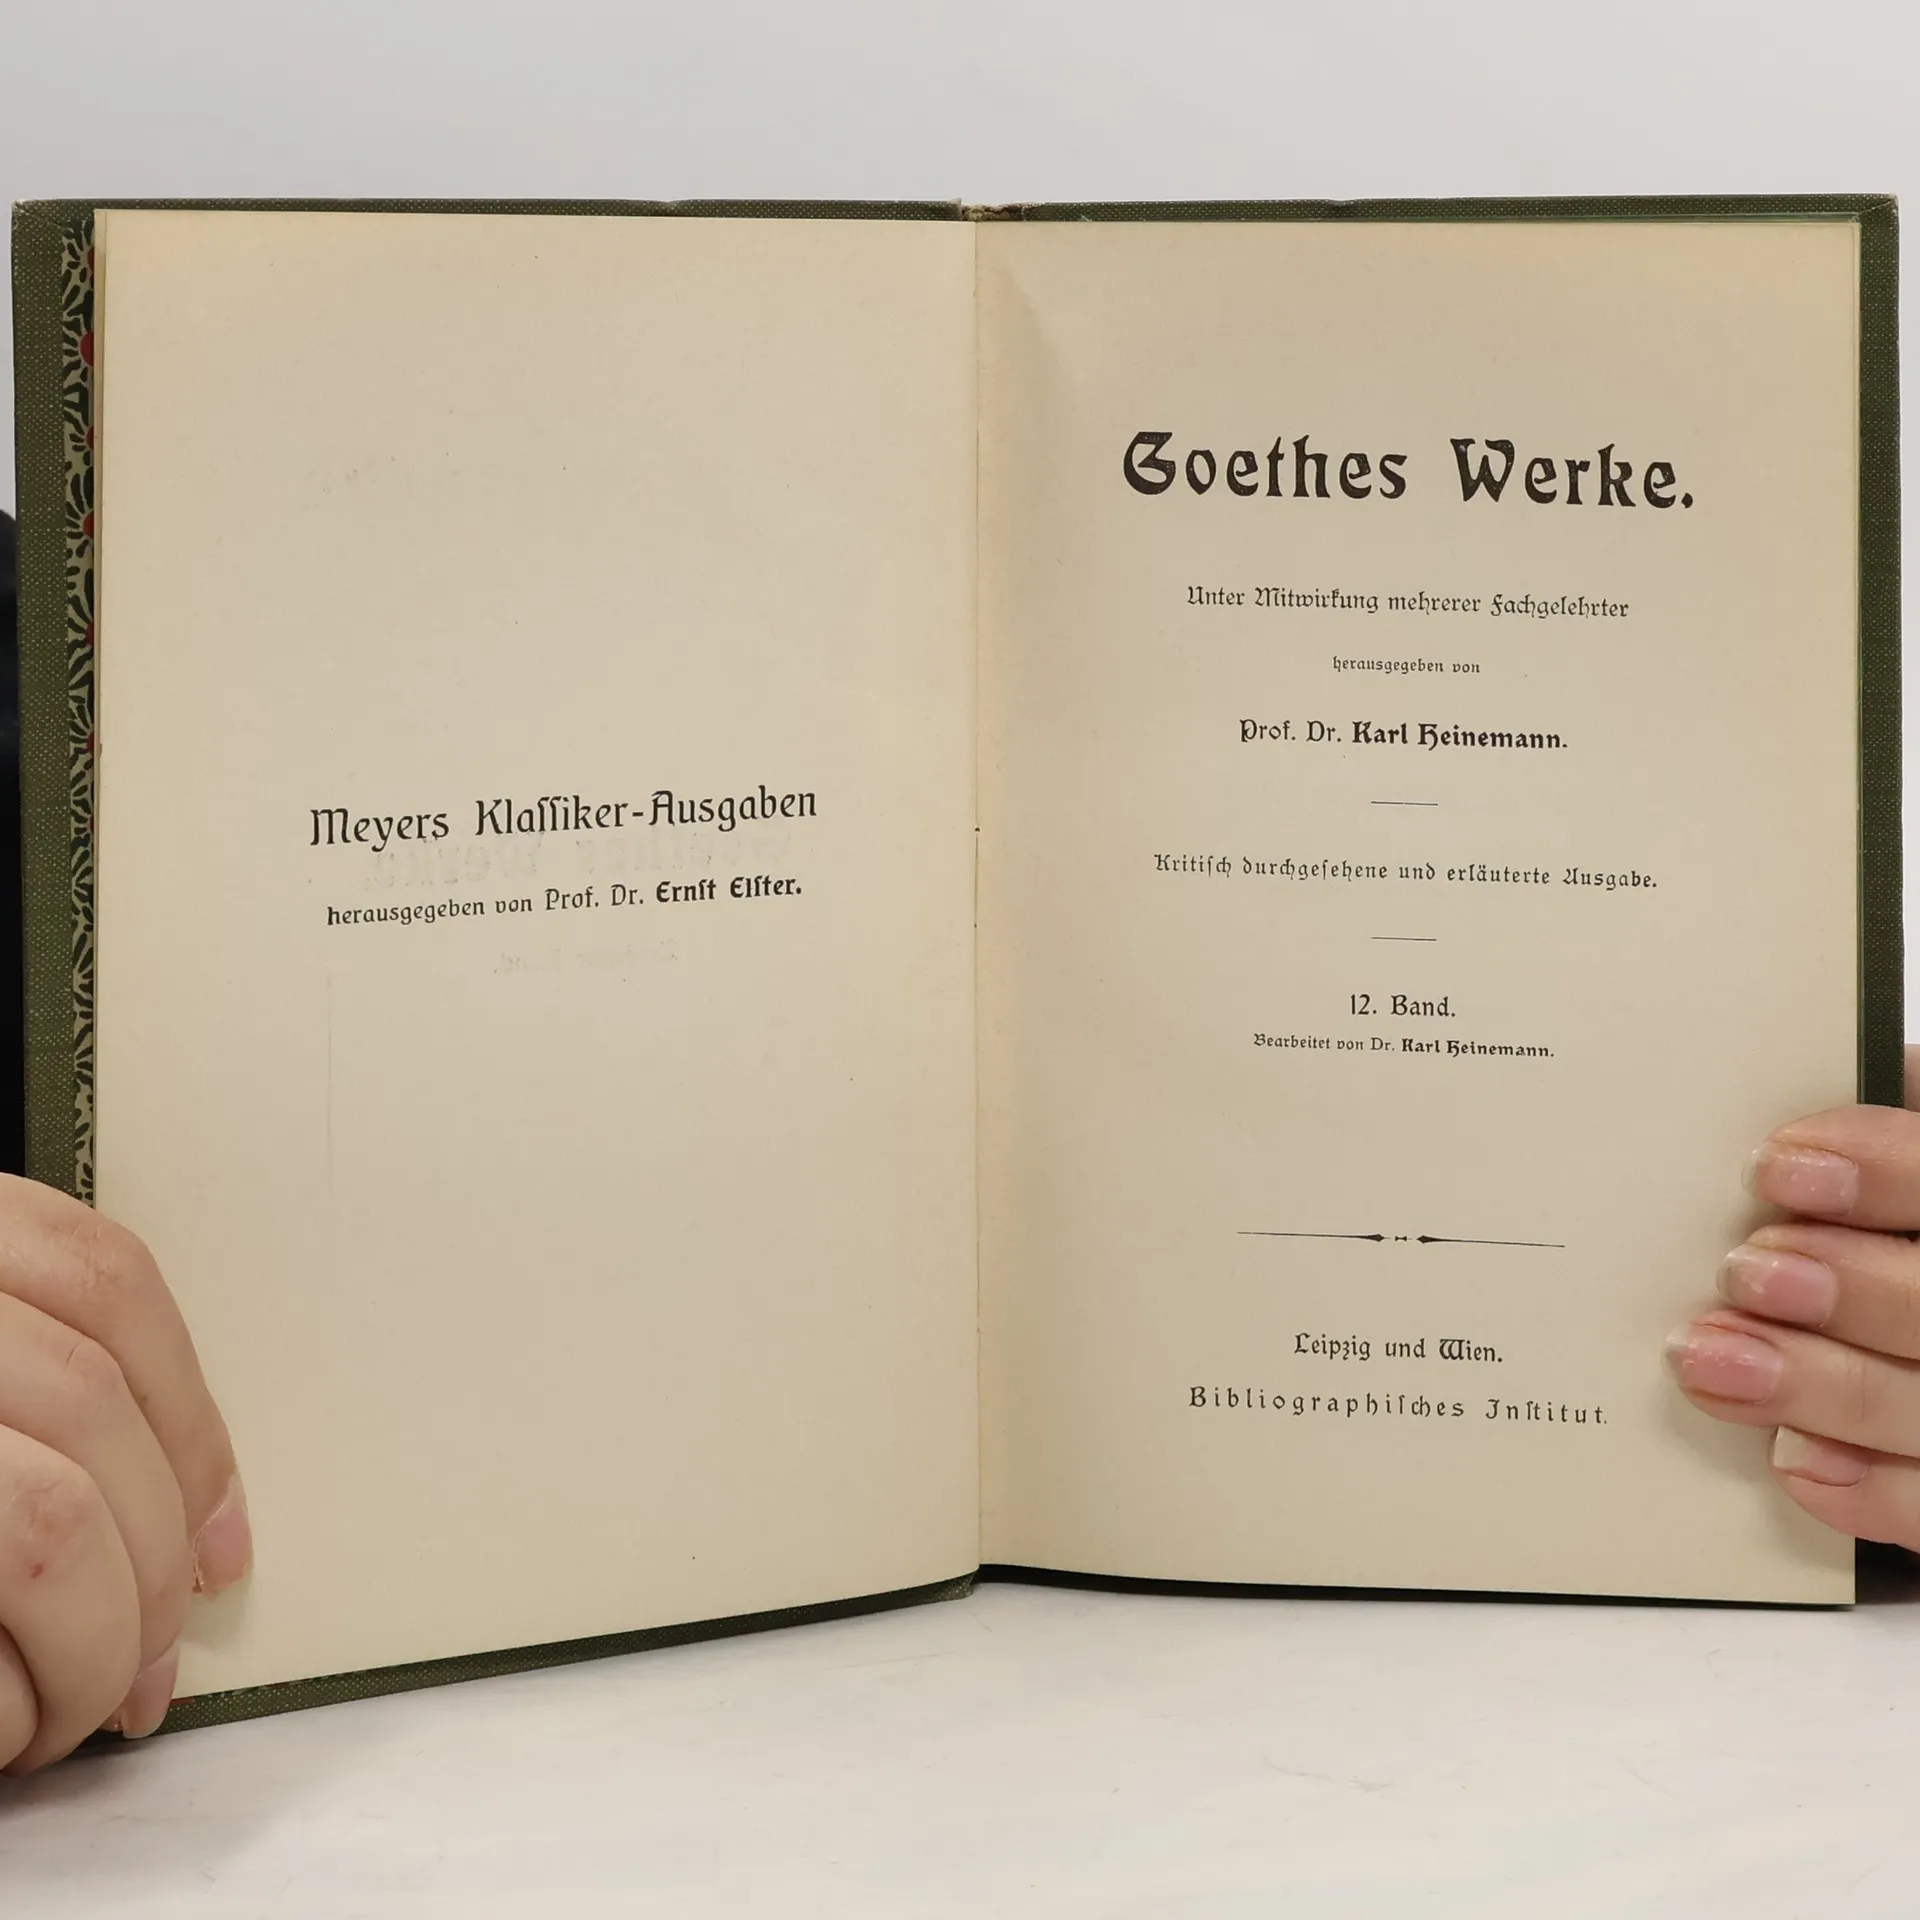 Meyers Klaſſiker-Ausgaben
herausgegeben von Prof. Dr. Ernſt Elſter.
Goethes Werke.
Unter Mitwirkung mehrerer Fachgelehrter
herausgegeben von
Prof. Dr. Karl Heinemann.
Kritiſch durchgeſehene und erläuterte Ausgabe.
12. Band.
Bearbeitet von Dr. Karl Heinemann.
Leipzig und Wien.
Bibliographiſches Inſtitut.